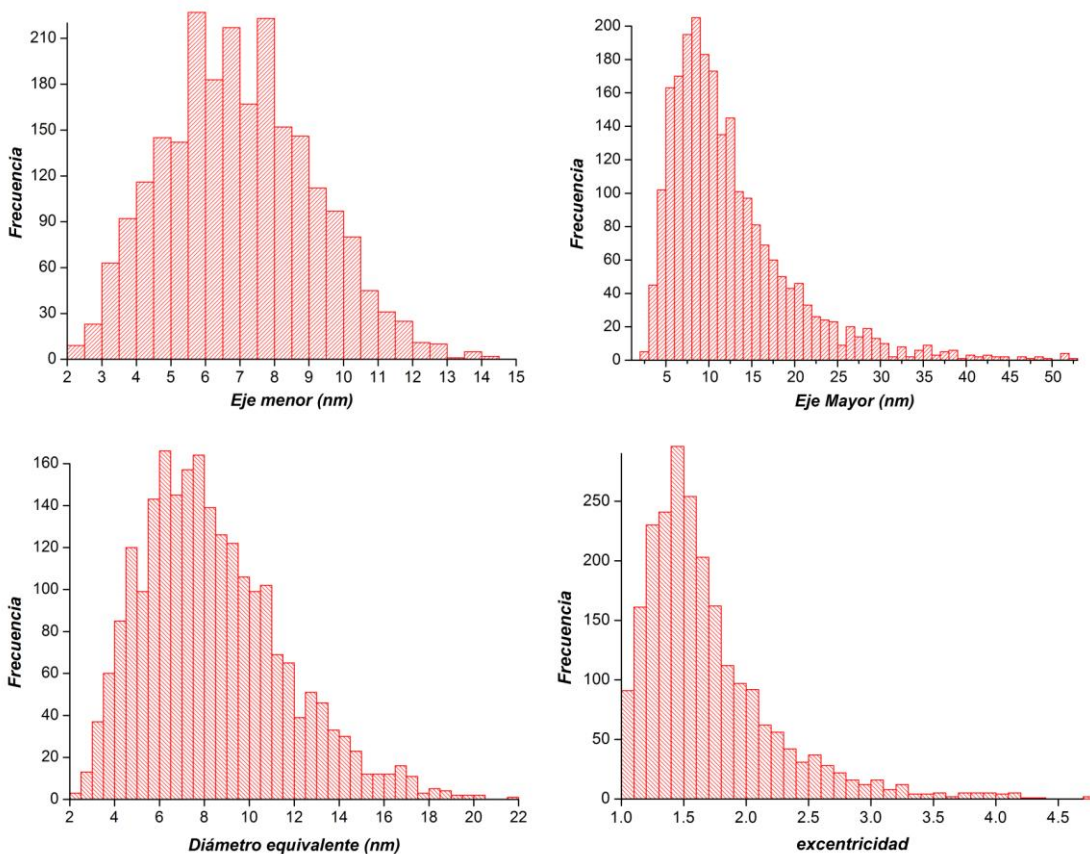 Frecuencia
210
180
150
120
90
60
30
0
2 3 4 5 6 7 8 9 10 11 12 13 14 15
Eje menor (nm)
Frecuencia
200
180
160
140
120
100
80
60
40
20
0
5 10 15 20 25 30 35 40 45 50
Eje Mayor (nm)
Frecuencia
160
140
120
100
80
60
40
20
0
2 4 6 8 10 12 14 16 18 20 22
Diámetro equivalente (nm)
Frecuencia
250
200
150
100
50
0
1.0 1.5 2.0 2.5 3.0 3.5 4.0 4.5
excentricidad